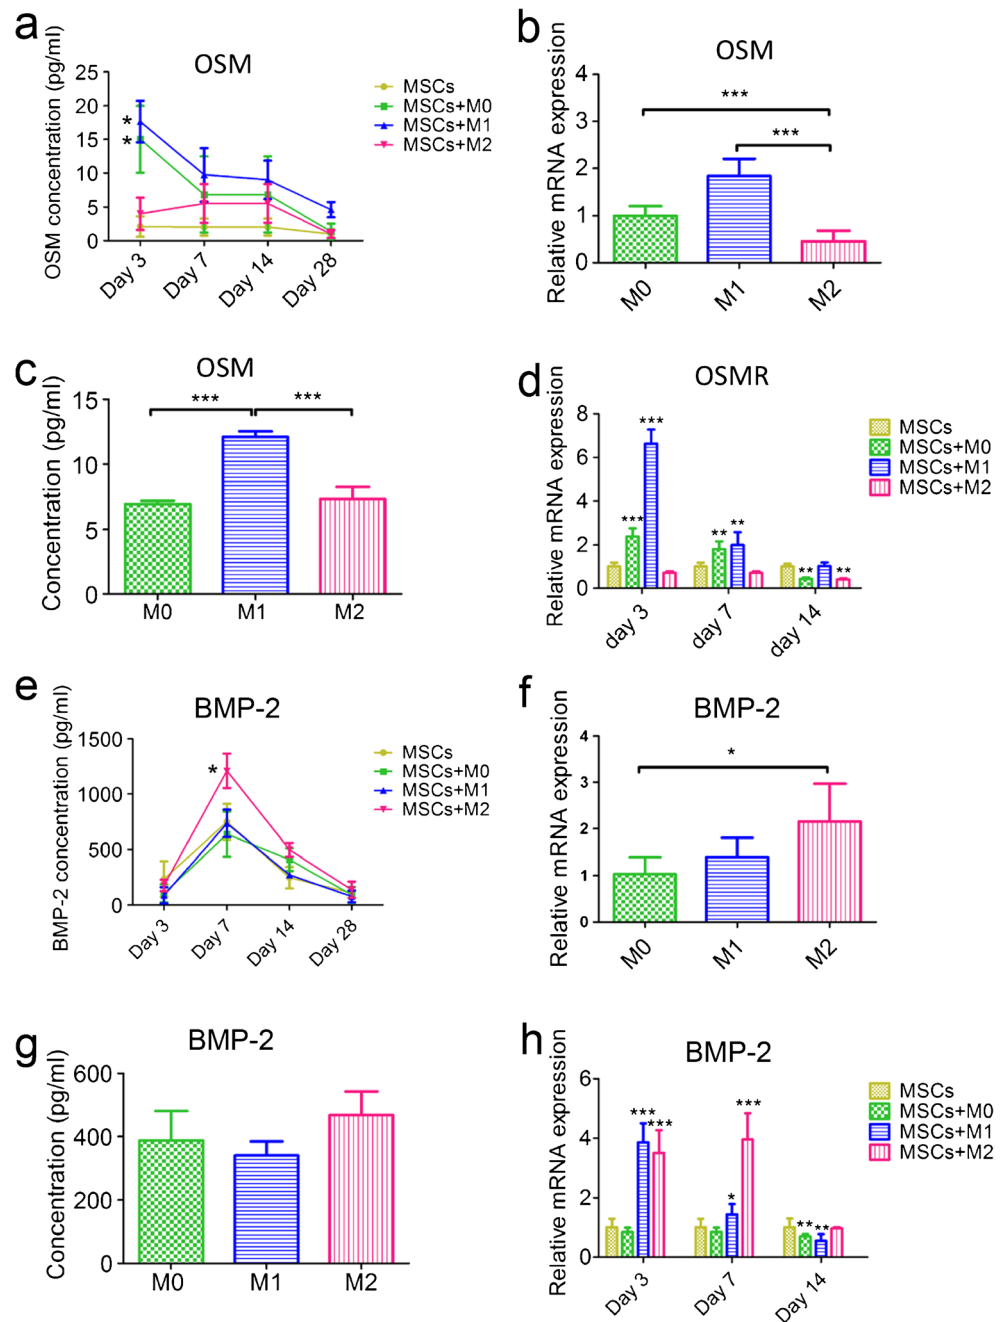 a
OSM
OSM concentration (pg/ml)
25
20
15
10
5
0
*
*
Day 3
Day 7
Day 14
Day 28
MSCs
MSCs+M0
MSCs+M1
MSCs+M2
b
OSM
Relative mRNA expression
4
3
2
1
0
***
***
M0
M1
M2
c
OSM
Concentration (pg/ml)
15
10
5
0
***
***
M0
M1
M2
d
OSMR
Relative mRNA expression
8
6
4
2
0
***
***
**
**
**
**
day 3
day 7
day 14
MSCs
MSCs+M0
MSCs+M1
MSCs+M2
e
BMP-2
BMP-2 concentration (pg/ml)
1500
1000
500
0
*
Day 3
Day 7
Day 14
Day 28
MSCs
MSCs+M0
MSCs+M1
MSCs+M2
f
BMP-2
Relative mRNA expression
4
3
2
1
0
*
M0
M1
M2
g
BMP-2
Concentration (pg/ml)
600
400
200
0
M0
M1
M2
h
BMP-2
Relative mRNA expression
6
4
2
0
***
***
*
***
**
**
Day 3
Day 7
Day 14
MSCs
MSCs+M0
MSCs+M1
MSCs+M2